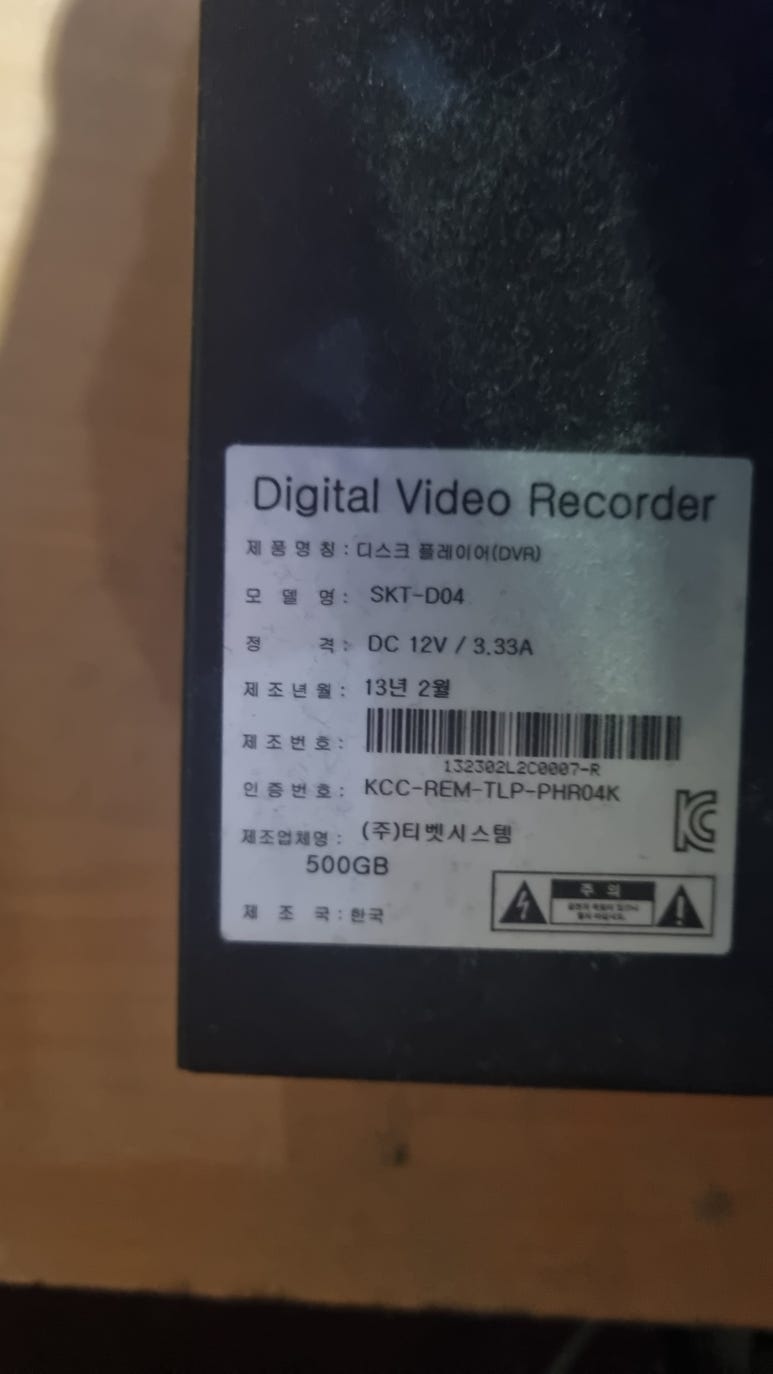 Digital Video Recorder
제 품 명 칭 : 디스크 플레이어(DVR)
모 델 명 : SKT-D04
정 격 : DC 12V / 3.33A
제 조 년 월 : 13년 2월
제 조 번 호 :
132302L2C0007-R
인 증 번 호 : KCC-REM-TLP-PHR04K
제조업체명 : (주)티벳시스템
500GB
주 의
제 조 국 : 한국